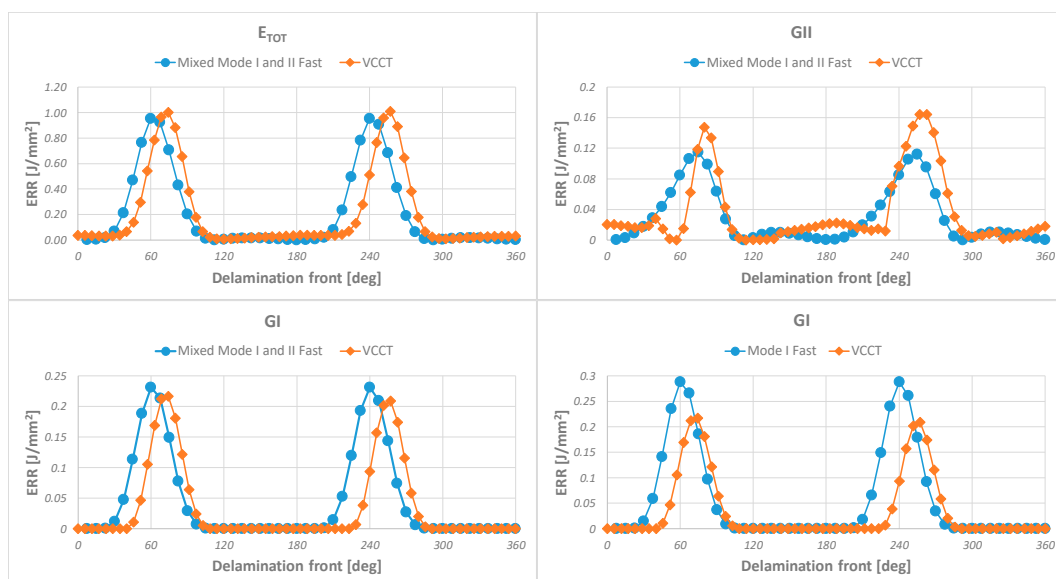 E_TOT
Mixed Mode I and II Fast VCCT
ERR [J/mm²]
1.20
1.00
0.80
0.60
0.40
0.20
0.00
0 60 120 180 240 300 360
Delamination front [deg]
GII
Mixed Mode I and II Fast VCCT
ERR [J/mm²]
0.2
0.16
0.12
0.08
0.04
0
0 60 120 180 240 300 360
Delamination front [deg]
GI
Mixed Mode I and II Fast VCCT
ERR [J/mm²]
0.25
0.2
0.15
0.1
0.05
0
0 60 120 180 240 300 360
Delamination front [deg]
GI
Mode I Fast VCCT
ERR [J/mm²]
0.3
0.2
0.2
0.1
0.1
0
0 60 120 180 240 300 360
Delamination front [deg]